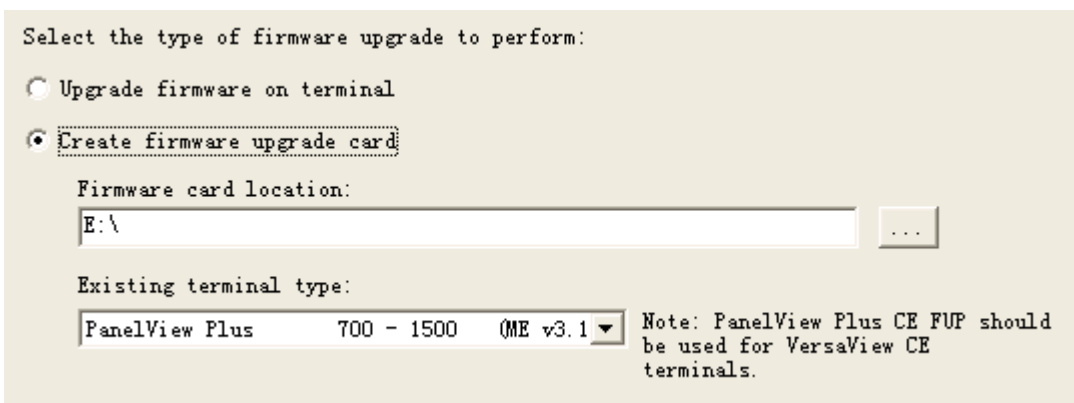 Select the type of firmware upgrade to perform:
Upgrade firmware on terminal
Create firmware upgrade card
Firmware card location:
E:\
...
Existing terminal type:
PanelView Plus 700 - 1500 (ME v3.1
Note: PanelView Plus CE FUP should
be used for VersaView CE
terminals.